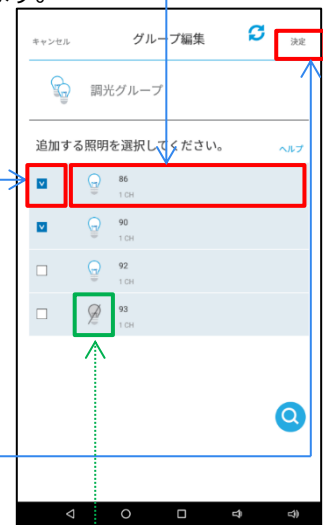 す。
キャンセル
グループ編集
決定
調光グループ
追加する照明を選択してください。
ヘルプ
86
1 CH
90
1 CH
92
1 CH
93
1 CH